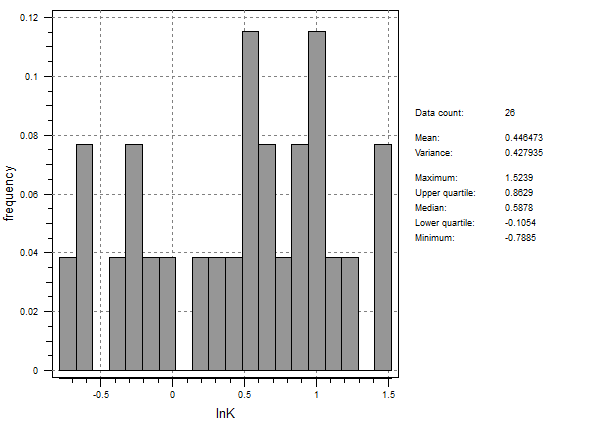 0.12
0.1
0.08
0.06
0.04
0.02
0
frequency
-0.5
0
0.5
1
1.5
lnK
Data count: 26
Mean: 0.446473
Variance: 0.427935
Maximum: 1.5239
Upper quartile: 0.8629
Median: 0.5878
Lower quartile: -0.1054
Minimum: -0.7885